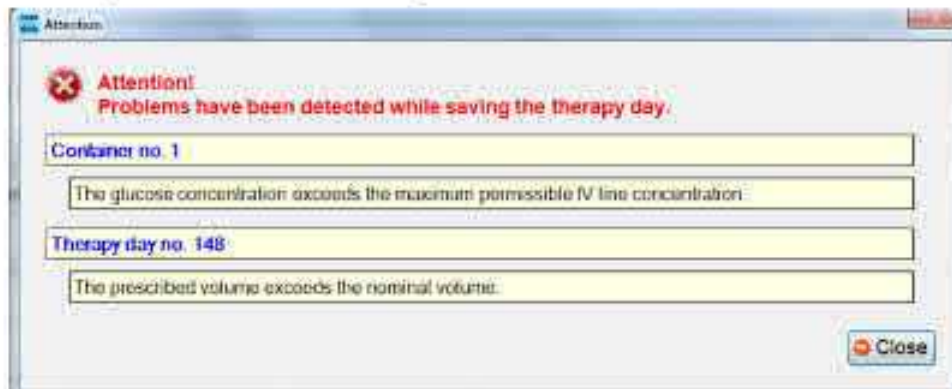 Attention
Attention!
Problems have been detected while saving the therapy day.
Container no. 1
The glucose concentration exceeds the maximum permissible IV line concentration
Therapy day no. 148
The prescribed volume exceeds the nominal volume.
Close